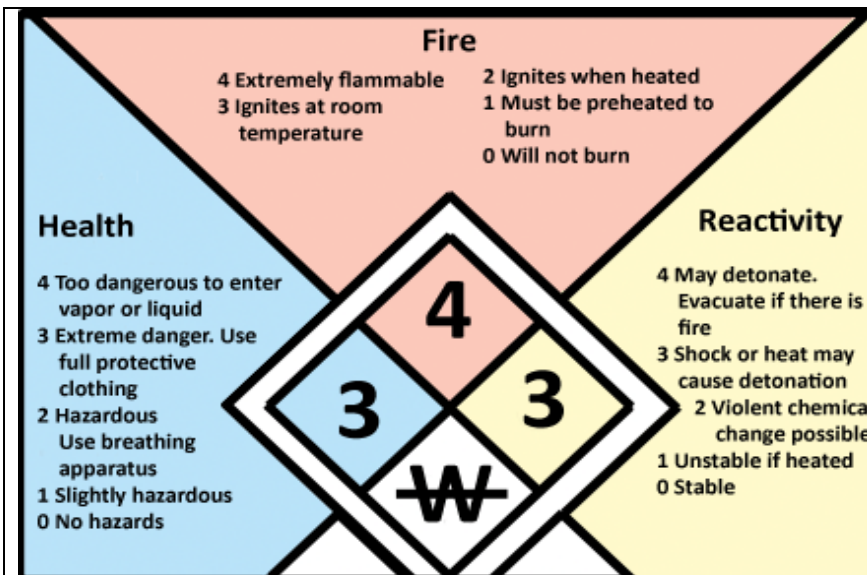 Fire
4 Extremely flammable
3 Ignites at room
temperature
2 Ignites when heated
1 Must be preheated to
burn
0 Will not burn
Health
4 Too dangerous to enter
vapor or liquid
3 Extreme danger. Use
full protective
clothing
2 Hazardous
Use breathing
apparatus
1 Slightly hazardous
0 No hazards
Reactivity
4 May detonate.
Evacuate if there is
fire
3 Shock or heat may
cause detonation
2 Violent chemica
change possible
1 Unstable if heated
0 Stable
4
3
3
W